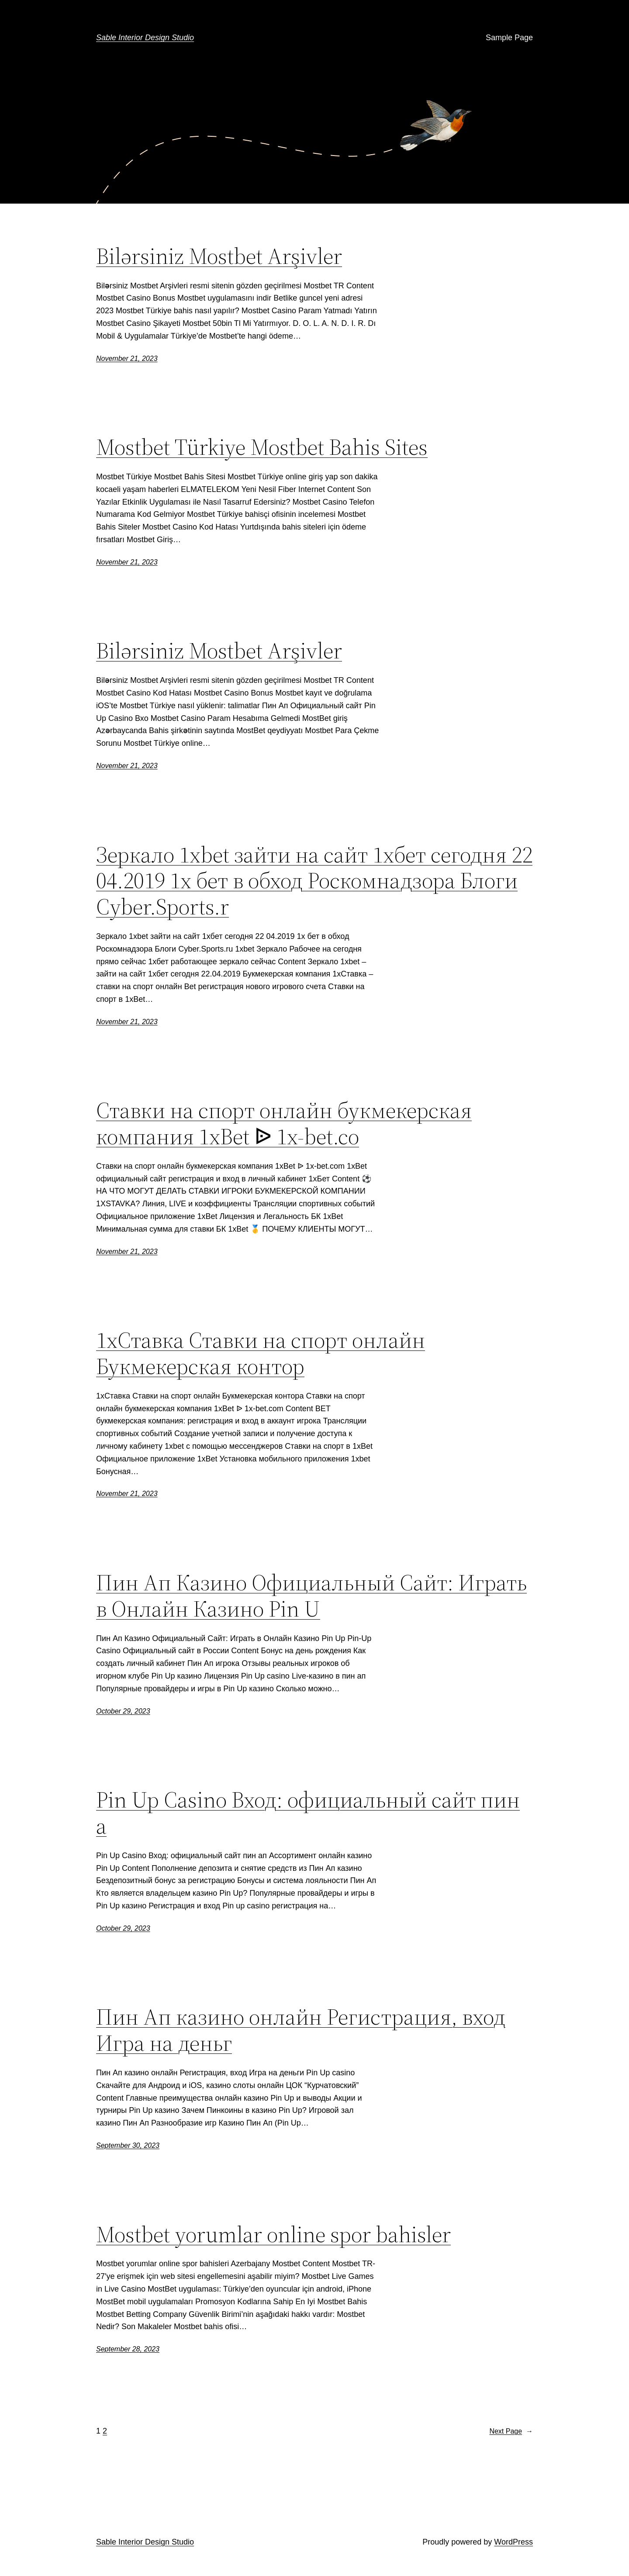 Sable Interior Design Studio
Sample Page
Bilərsiniz Mostbet Arşivler
Bilərsiniz Mostbet Arşivleri resmi sitenin gözden geçirilmesi Mostbet TR Content
Mostbet Casino Bonus Mostbet uygulamasını indir Betlike guncel yeni adresi
2023 Mostbet Türkiye bahis nasıl yapılır? Mostbet Casino Param Yatmadı Yatırın
Mostbet Casino Şikayeti Mostbet 50bin Tl Mi Yatırmıyor. D. O. L. A. N. D. I. R. Dı
Mobil & Uygulamalar Türkiye'de Mostbet'te hangi ödeme…
November 21, 2023
Mostbet Türkiye Mostbet Bahis Sites
Mostbet Türkiye Mostbet Bahis Sitesi Mostbet Türkiye online giriş yap son dakika
kocaeli yaşam haberleri ELMATELEKOM Yeni Nesil Fiber Internet Content Son
Yazılar Etkinlik Uygulaması ile Nasıl Tasarruf Edersiniz? Mostbet Casino Telefon
Numarama Kod Gelmiyor Mostbet Türkiye bahisçi ofisinin incelemesi Mostbet
Bahis Siteler Mostbet Casino Kod Hatası Yurtdışında bahis siteleri için ödeme
fırsatları Mostbet Giriş…
November 21, 2023
Bilərsiniz Mostbet Arşivler
Bilərsiniz Mostbet Arşivleri resmi sitenin gözden geçirilmesi Mostbet TR Content
Mostbet Casino Kod Hatası Mostbet Casino Bonus Mostbet kayıt ve doğrulama
iOS'te Mostbet Türkiye nasıl yüklenir: talimatlar Пин Ап Официальный сайт Pin
Up Casino Bxo Mostbet Casino Param Hesabıma Gelmedi MostBet giriş
Azərbaycanda Bahis şirkətinin saytında MostBet qeydiyyatı Mostbet Para Çekme
Sorunu Mostbet Türkiye online…
November 21, 2023
Зеркало 1xbet зайти на сайт 1хбет сегодня 22
04.2019 1х бет в обход Роскомнадзора Блоги
Cyber.Sports.r
Зеркало 1xbet зайти на сайт 1хбет сегодня 22 04.2019 1х бет в обход
Роскомнадзора Блоги Cyber.Sports.ru 1xbet Зеркало Рабочее на сегодня
прямо сейчас 1хбет работающее зеркало сейчас Content Зеркало 1xbet –
зайти на сайт 1хбет сегодня 22.04.2019 Букмекерская компания 1хСтавка –
ставки на спорт онлайн Bet регистрация нового игрового счета Ставки на
спорт в 1xBet…
November 21, 2023
Ставки на спорт онлайн букмекерская
компания 1xBet ᐉ 1x-bet.co
Ставки на спорт онлайн букмекерская компания 1xBet ᐉ 1x-bet.com 1xBet
официальный сайт регистрация и вход в личный кабинет 1хБет Content ⚽
НА ЧТО МОГУТ ДЕЛАТЬ СТАВКИ ИГРОКИ БУКМЕКЕРСКОЙ КОМПАНИИ
1XSTAVKA? Линия, LIVE и коэффициенты Трансляции спортивных событий
Официальное приложение 1xBet Лицензия и Легальность БК 1xBet
Минимальная сумма для ставки БК 1xBet 🥇 ПОЧЕМУ КЛИЕНТЫ МОГУТ…
November 21, 2023
1хСтавка Ставки на спорт онлайн
Букмекерская контор
1хСтавка Ставки на спорт онлайн Букмекерская контора Ставки на спорт
онлайн букмекерская компания 1xBet ᐉ 1x-bet.com Content BET
букмекерская компания: регистрация и вход в аккаунт игрока Трансляции
спортивных событий Создание учетной записи и получение доступа к
личному кабинету 1xbet с помощью мессенджеров Ставки на спорт в 1xBet
Официальное приложение 1xBet Установка мобильного приложения 1xbet
Бонусная…
November 21, 2023
Пин Ап Казино Официальный Сайт: Играть
в Онлайн Казино Pin U
Пин Ап Казино Официальный Сайт: Играть в Онлайн Казино Pin Up Pin-Up
Casino Официальный сайт в России Content Бонус на день рождения Как
создать личный кабинет Пин Ап игрока Отзывы реальных игроков об
игорном клубе Pin Up казино Лицензия Pin Up casino Live-казино в пин ап
Популярные провайдеры и игры в Pin Up казино Сколько можно…
October 29, 2023
Pin Up Casino Вход: официальный сайт пин
а
Pin Up Casino Вход: официальный сайт пин ап Ассортимент онлайн казино
Pin Up Content Пополнение депозита и снятие средств из Пин Ап казино
Бездепозитный бонус за регистрацию Бонусы и система лояльности Пин Ап
Кто является владельцем казино Pin Up? Популярные провайдеры и игры в
Pin Up казино Регистрация и вход Pin up casino регистрация на…
October 29, 2023
Пин Ап казино онлайн Регистрация, вход
Игра на деньг
Пин Ап казино онлайн Регистрация, вход Игра на деньги Pin Up casino
Скачайте для Андроид и iOS, казино слоты онлайн ЦОК "Курчатовский"
Content Главные преимущества онлайн казино Pin Up и выводы Акции и
турниры Pin Up казино Зачем Пинкоины в казино Pin Up? Игровой зал
казино Пин Ап Разнообразие игр Казино Пин Ап (Pin Up…
September 30, 2023
Mostbet yorumlar online spor bahisler
Mostbet yorumlar online spor bahisleri Azerbajany Mostbet Content Mostbet TR-
27'ye erişmek için web sitesi engellemesini aşabilir miyim? Mostbet Live Games
in Live Casino MostBet uygulaması: Türkiye'den oyuncular için android, iPhone
MostBet mobil uygulamaları Promosyon Kodlarına Sahip En Iyi Mostbet Bahis
Mostbet Betting Company Güvenlik Birimi'nin aşağıdaki hakkı vardır: Mostbet
Nedir? Son Makaleler Mostbet bahis ofisi…
September 28, 2023
1 2
Next Page →
Sable Interior Design Studio
Proudly powered by WordPress